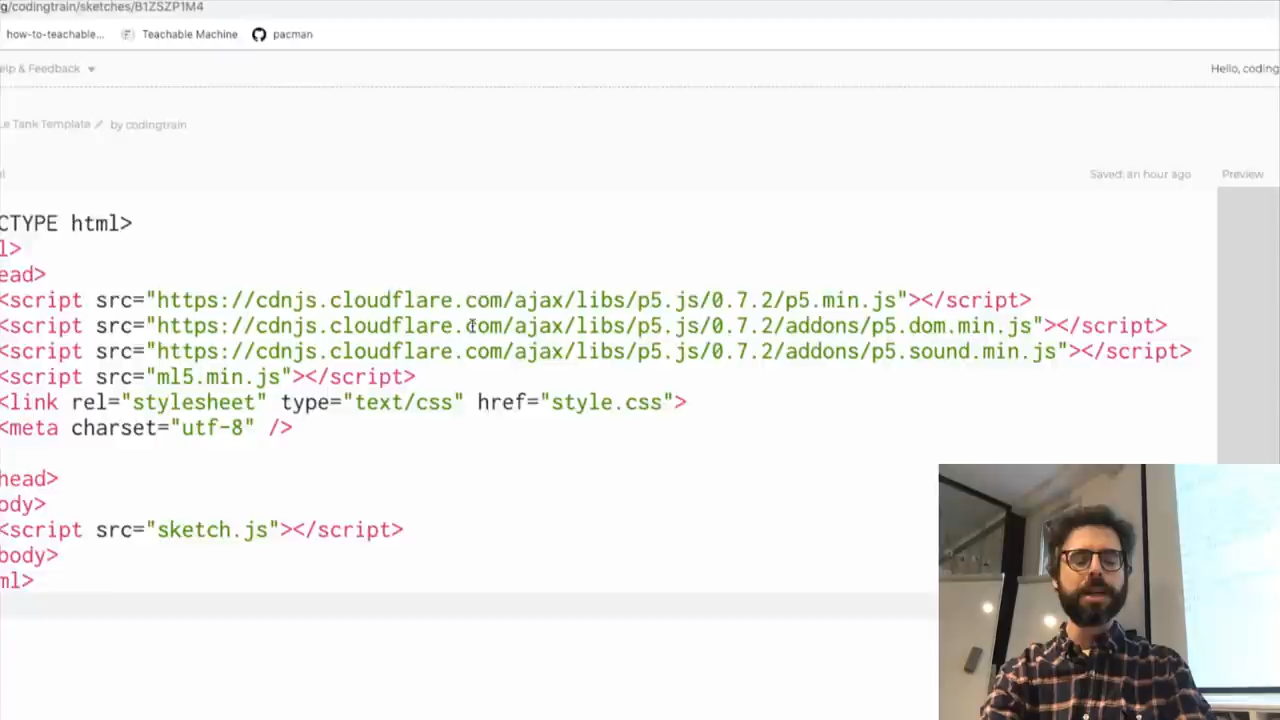 g/codingtrain/sketches/B1ZSZP1M4
how-to-teachable... Teachable Machine pacman
elp & Feedback Hello, coding
Le Tank Template by codingtrain
Saved: an hour ago Preview
CTYPE html>
l>
ead>
<script src="https://cdnjs.cloudflare.com/ajax/libs/p5.js/0.7.2/p5.min.js"></script>
<script src="https://cdnjs.cloudflare.com/ajax/libs/p5.js/0.7.2/addons/p5.dom.min.js"></script>
<script src="https://cdnjs.cloudflare.com/ajax/libs/p5.js/0.7.2/addons/p5.sound.min.js"></script>
<script src="ml5.min.js"></script>
<link rel="stylesheet" type="text/css" href="style.css">
<meta charset="utf-8" />
head>
ody>
<script src="sketch.js"></script>
body>
ml>